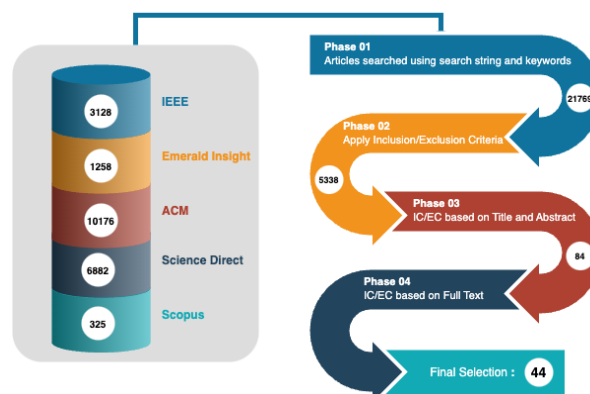 3128
IEEE
1258
Emerald Insight
10176
ACM
6882
Science Direct
325
Scopus
Phase 01
Articles searched using search string and keywords
21769
Phase 02
Apply Inclusion/Exclusion Criteria
5338
Phase 03
IC/EC based on Title and Abstract
84
Phase 04
IC/EC based on Full Text
Final Selection : 44